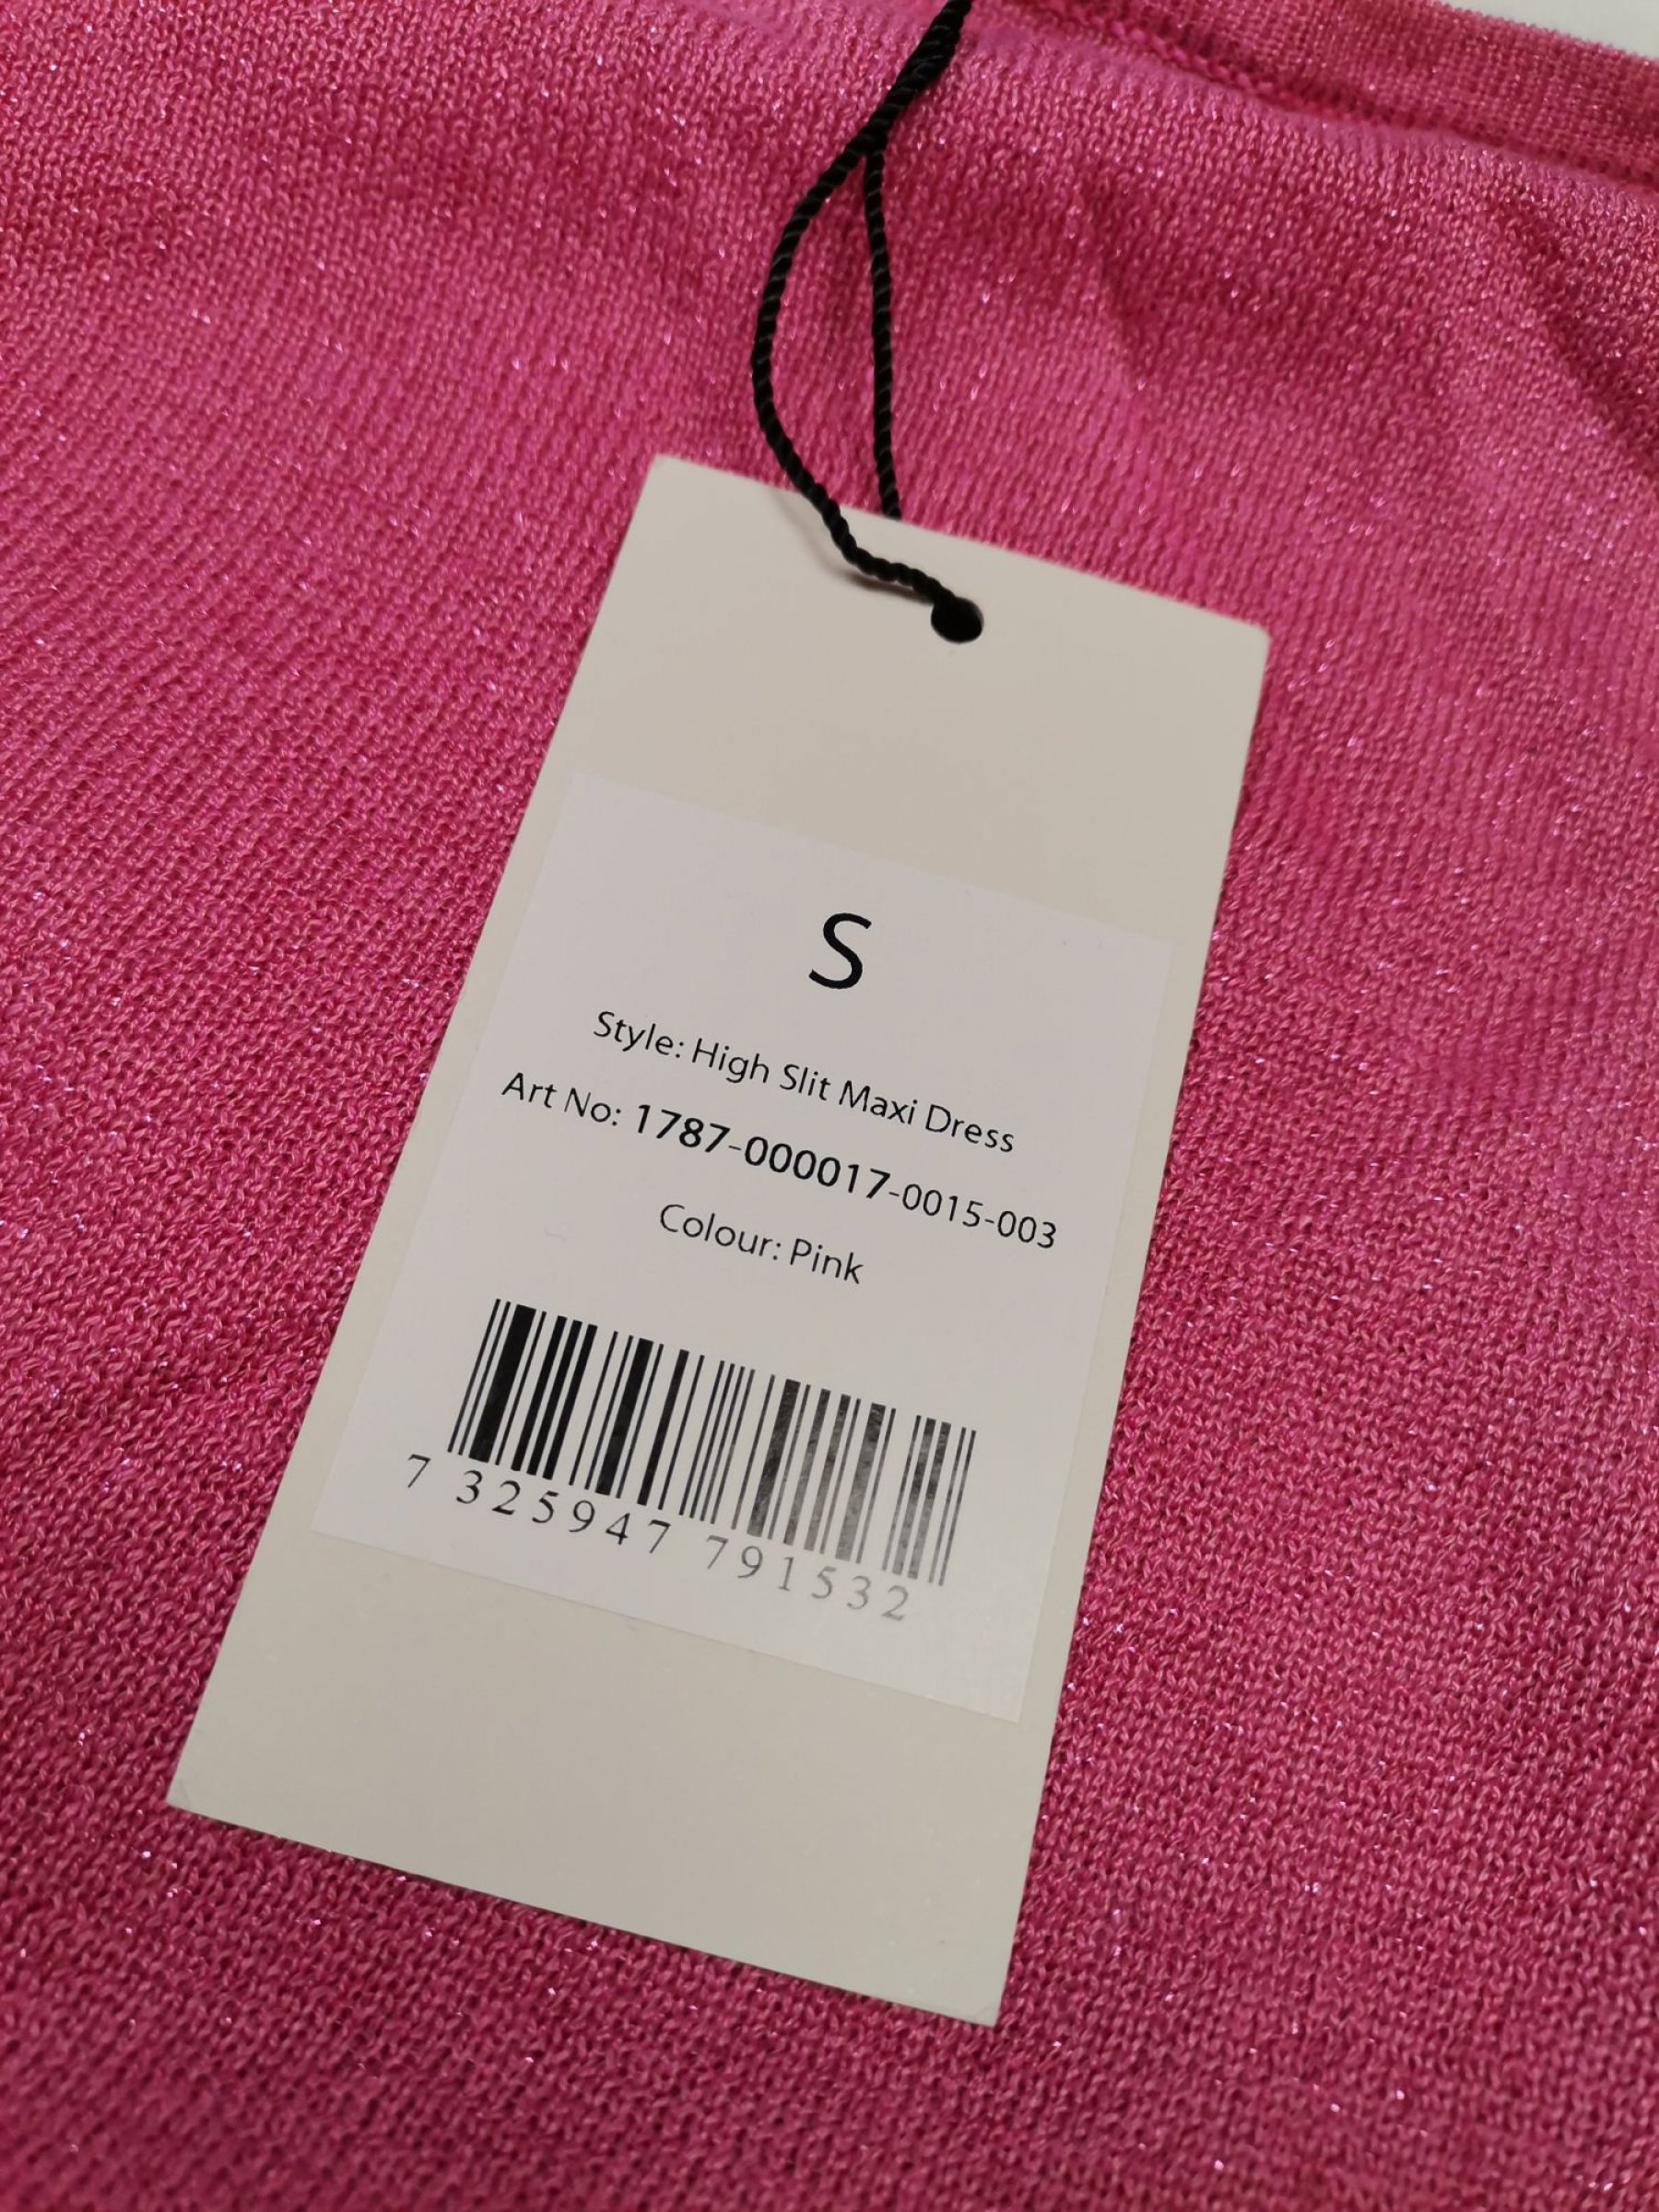 S
Style: High Slit Maxi Dress
Art No: 1787-000017-0015-003
Colour: Pink
7 325947 791532